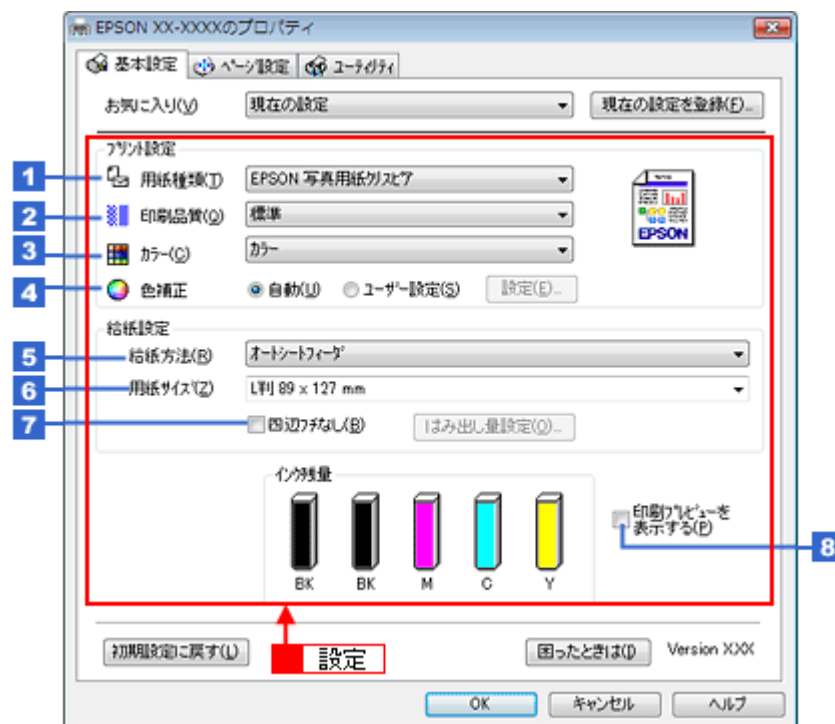 EPSON XX-XXXXのプロパティ
基本設定 ページ設定 ユーティリティ
お気に入り(V) 現在の設定 現在の設定を登録(F)...
プリント設定
1 用紙種類(T) EPSON 写真用紙クリスピア
EPSON
2 印刷品質(Q) 標準
3 カラー(C) カラー
4 色補正 自動(U) ユーザー設定(S) 設定(E)...
給紙設定
5 給紙方法(R) オートシートフィーダ
6 用紙サイズ(Z) L判 89 x 127 mm
7 四辺フチなし(B) はみ出し量設定(O)...
インク残量
BK BK M C Y
印刷プレビューを
表示する(P)
8
初期設定に戻す(L) 設定 困ったときは(I) Version X.XX
OK キャンセル ヘルプ